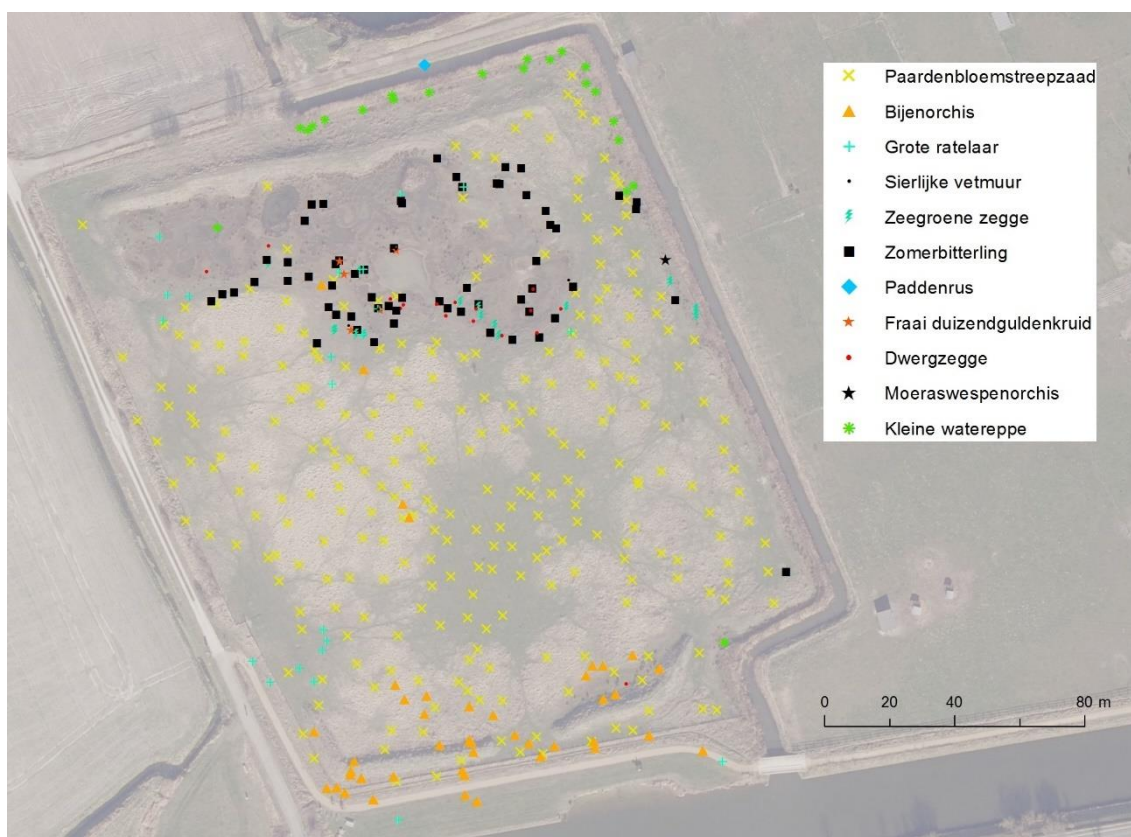 Paardenbloemstreepzaad
Bijenorchis
Grote ratelaar
Sierlijke vetmuur
Zeegroene zegge
Zomerbitterling
Paddenrus
Fraai duizendguldenkruid
Dwergzegge
Moeraswespenorchis
Kleine watereppe
0 20 40 80 m